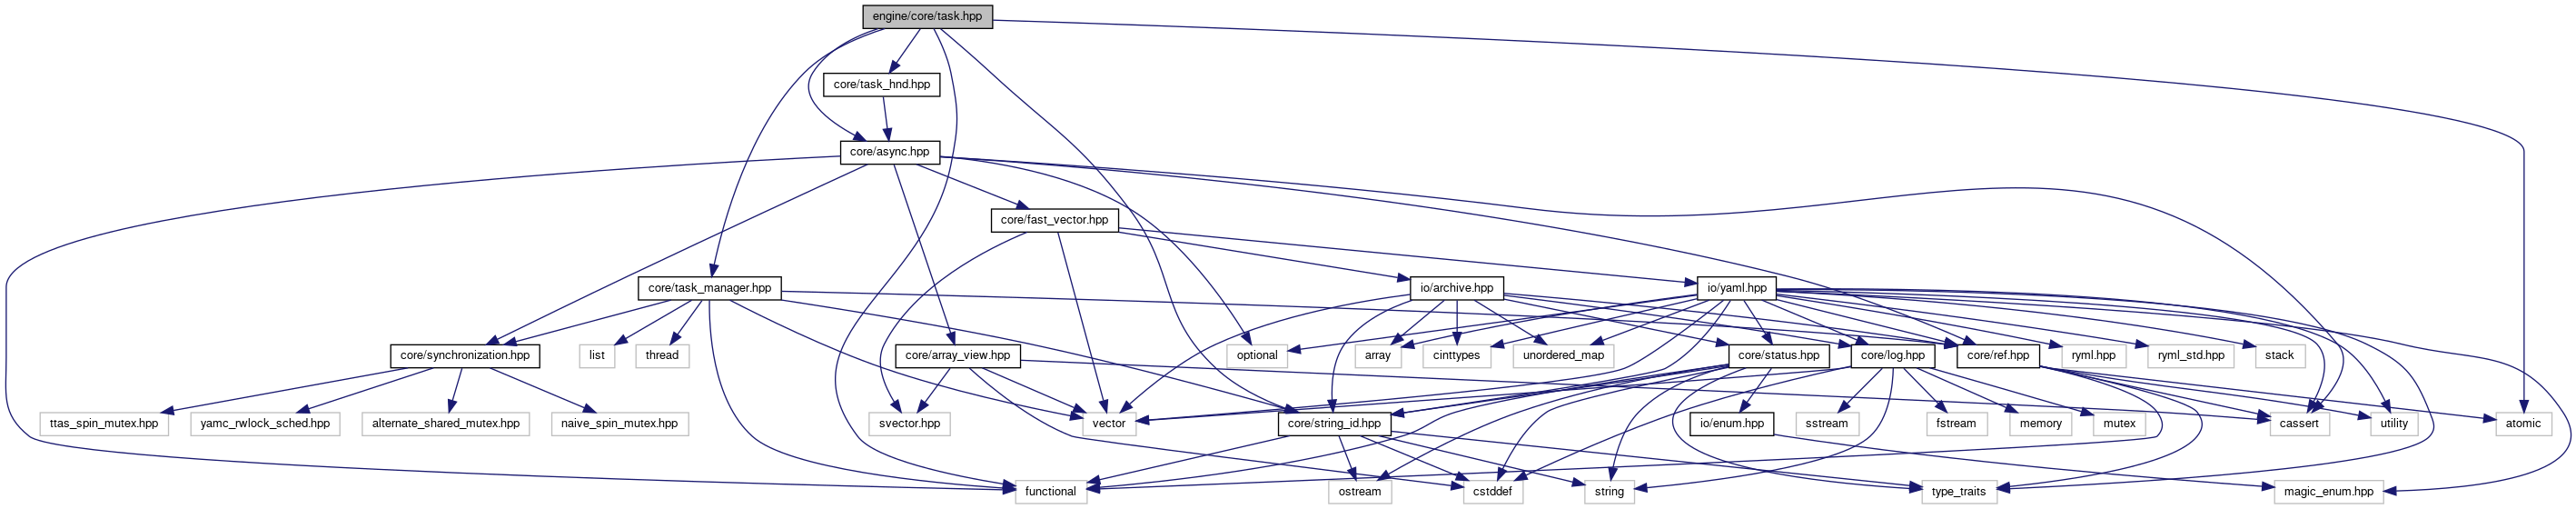 engine/core/task.hpp
core/task_hnd.hpp
core/async.hpp
core/fast_vector.hpp
core/task_manager.hpp
io/archive.hpp
io/yaml.hpp
core/synchronization.hpp
list
thread
core/array_view.hpp
optional
array
cinttypes
unordered_map
core/status.hpp
core/log.hpp
core/ref.hpp
ryml.hpp
ryml_std.hpp
stack
ttas_spin_mutex.hpp
yamc_rwlock_sched.hpp
alternate_shared_mutex.hpp
naive_spin_mutex.hpp
svector.hpp
vector
core/string_id.hpp
io/enum.hpp
sstream
fstream
memory
mutex
cassert
utility
atomic
functional
ostream
cstddef
string
type_traits
magic_enum.hpp